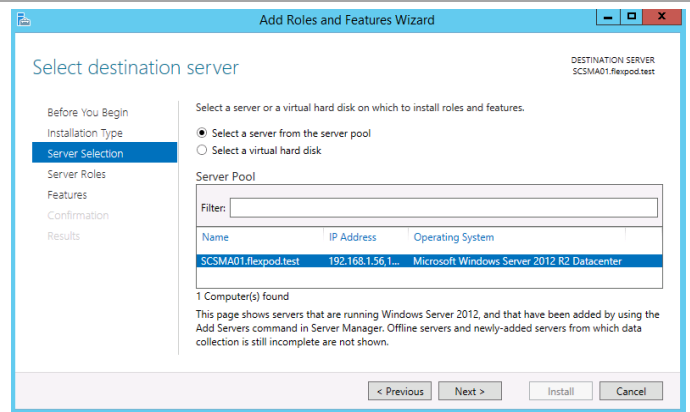 Add Roles and Features Wizard
Select destination server
DESTINATION SERVER
SCSMA01.flexpod.test
Before You Begin
Installation Type
Server Selection
Server Roles
Features
Confirmation
Results
Select a server or a virtual hard disk on which to install roles and features.
Select a server from the server pool
Select a virtual hard disk
Server Pool
Filter:
Name IP Address Operating System
SCSMA01.flexpod.test 192.168.1.56,1... Microsoft Windows Server 2012 R2 Datacenter
1 Computer(s) found
This page shows servers that are running Windows Server 2012, and that have been added by using the
Add Servers command in Server Manager. Offline servers and newly-added servers from which data
collection is still incomplete are not shown.
< Previous Next > Install Cancel